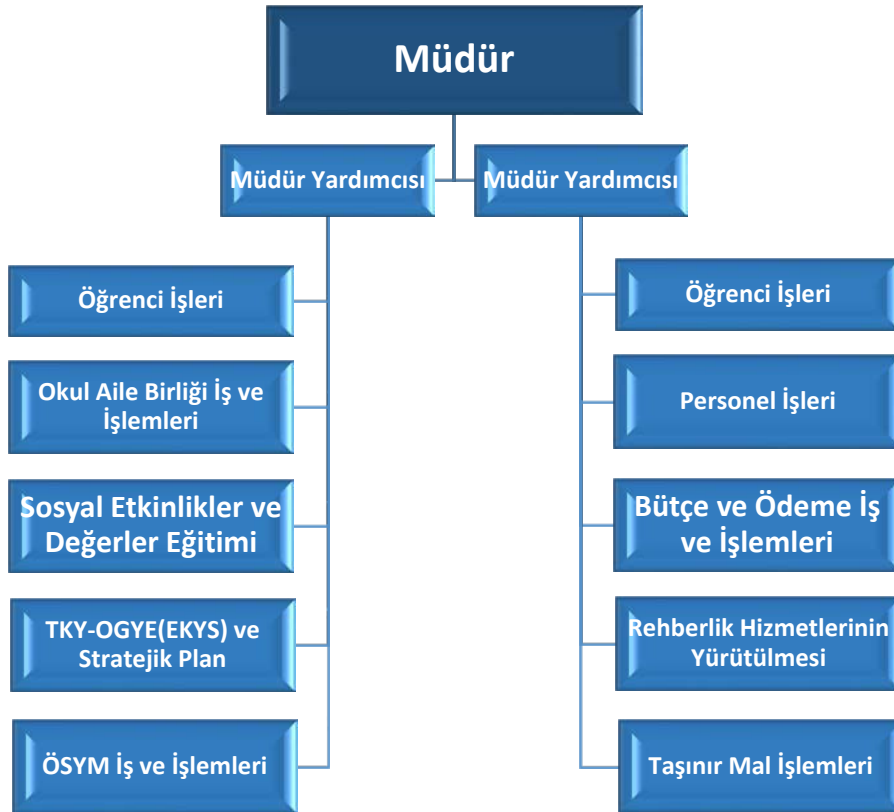 Müdür
Müdür Yardımcısı
Müdür Yardımcısı
Öğrenci İşleri
Okul Aile Birliği İş ve
İşlemleri
Sosyal Etkinlikler ve
Değerler Eğitimi
TKY-OGYE(EKYS) ve
Stratejik Plan
ÖSYM İş ve İşlemleri
Öğrenci İşleri
Personel İşleri
Bütçe ve Ödeme İş
ve İşlemleri
Rehberlik Hizmetlerinin
Yürütülmesi
Taşınır Mal İşlemleri